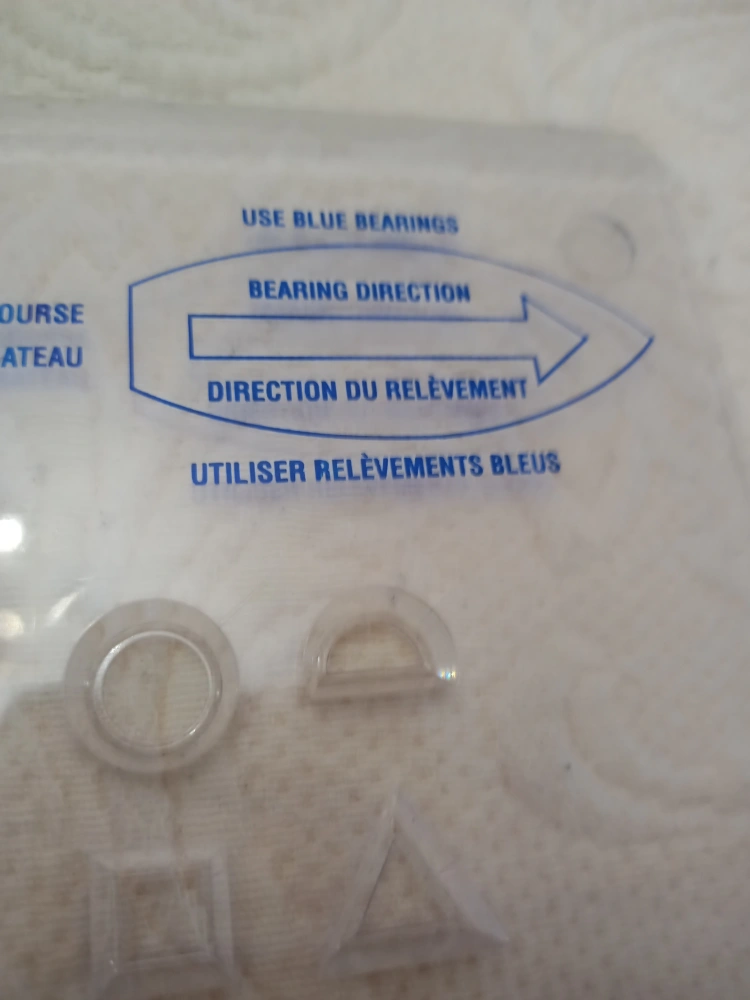 USE BLUE BEARINGS
BEARING DIRECTION
OURSE
ATEAU
DIRECTION DU RELÈVEMENT
UTILISER RELÈVEMENTS BLEUS